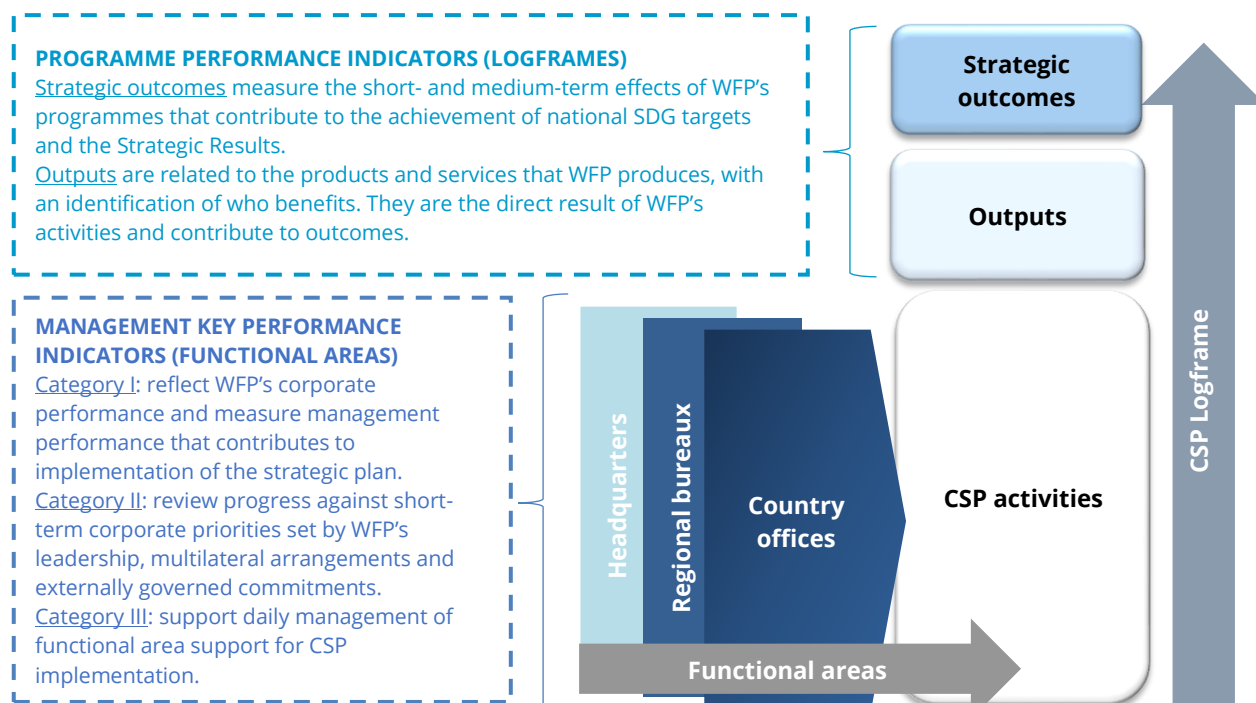 PROGRAMME PERFORMANCE INDICATORS (LOGFRAMES)
Strategic outcomes measure the short- and medium-term effects of WFP's
programmes that contribute to the achievement of national SDG targets
and the Strategic Results.
Outputs are related to the products and services that WFP produces, with
an identification of who benefits. They are the direct result of WFP's
activities and contribute to outcomes.
Strategic
outcomes
Outputs
MANAGEMENT KEY PERFORMANCE
INDICATORS (FUNCTIONAL AREAS)
Category I: reflect WFP's corporate
performance and measure management
performance that contributes to
implementation of the strategic plan.
Category II: review progress against short-
term corporate priorities set by WFP's
leadership, multilateral arrangements and
externally governed commitments.
Category III: support daily management of
functional area support for CSP
implementation.
Headquarters
Regional bureaux
Country
offices
CSP activities
Functional areas
CSP Logframe